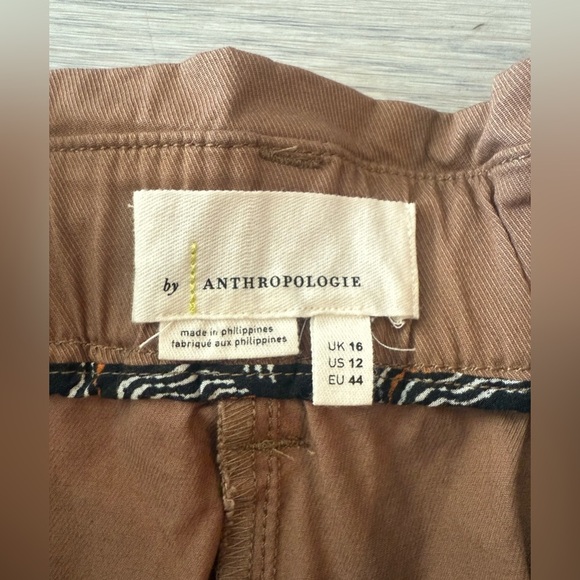 by ANTHROPOLOGIE
made in philippines
fabriqué aux philippines
UK 16
US 12
EU 44